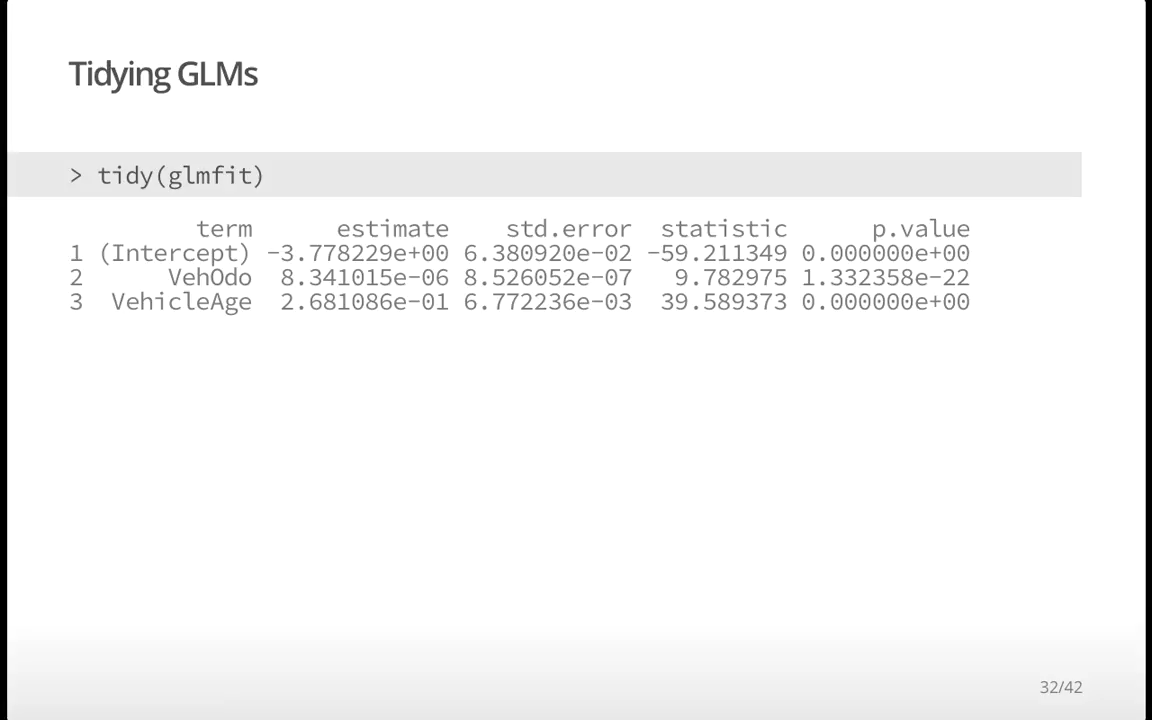 Tidying GLMs
> tidy(glmfit)
         term      estimate    std.error  statistic      p.value
1 (Intercept) −3.778229e+00 6.380920e−02 −59.211349 0.000000e+00
2      VehOdo  8.341015e−06 8.526052e−07   9.782975 1.332358e−22
3  VehicleAge  2.681086e−01 6.772236e−03  39.589373 0.000000e+00
32/42